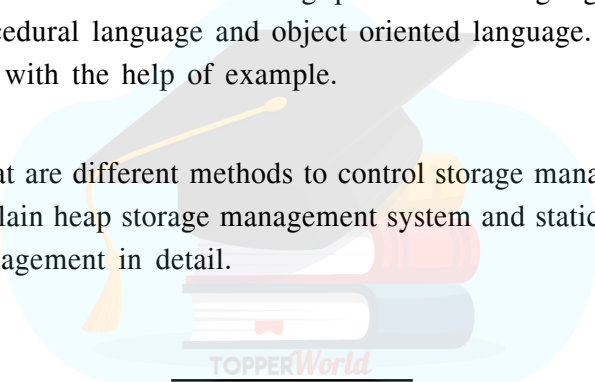 cedural language and object oriented language.
with the help of example.
at are different methods to control storage mana
lain heap storage management system and static
agement in detail.
TOPPERWorld